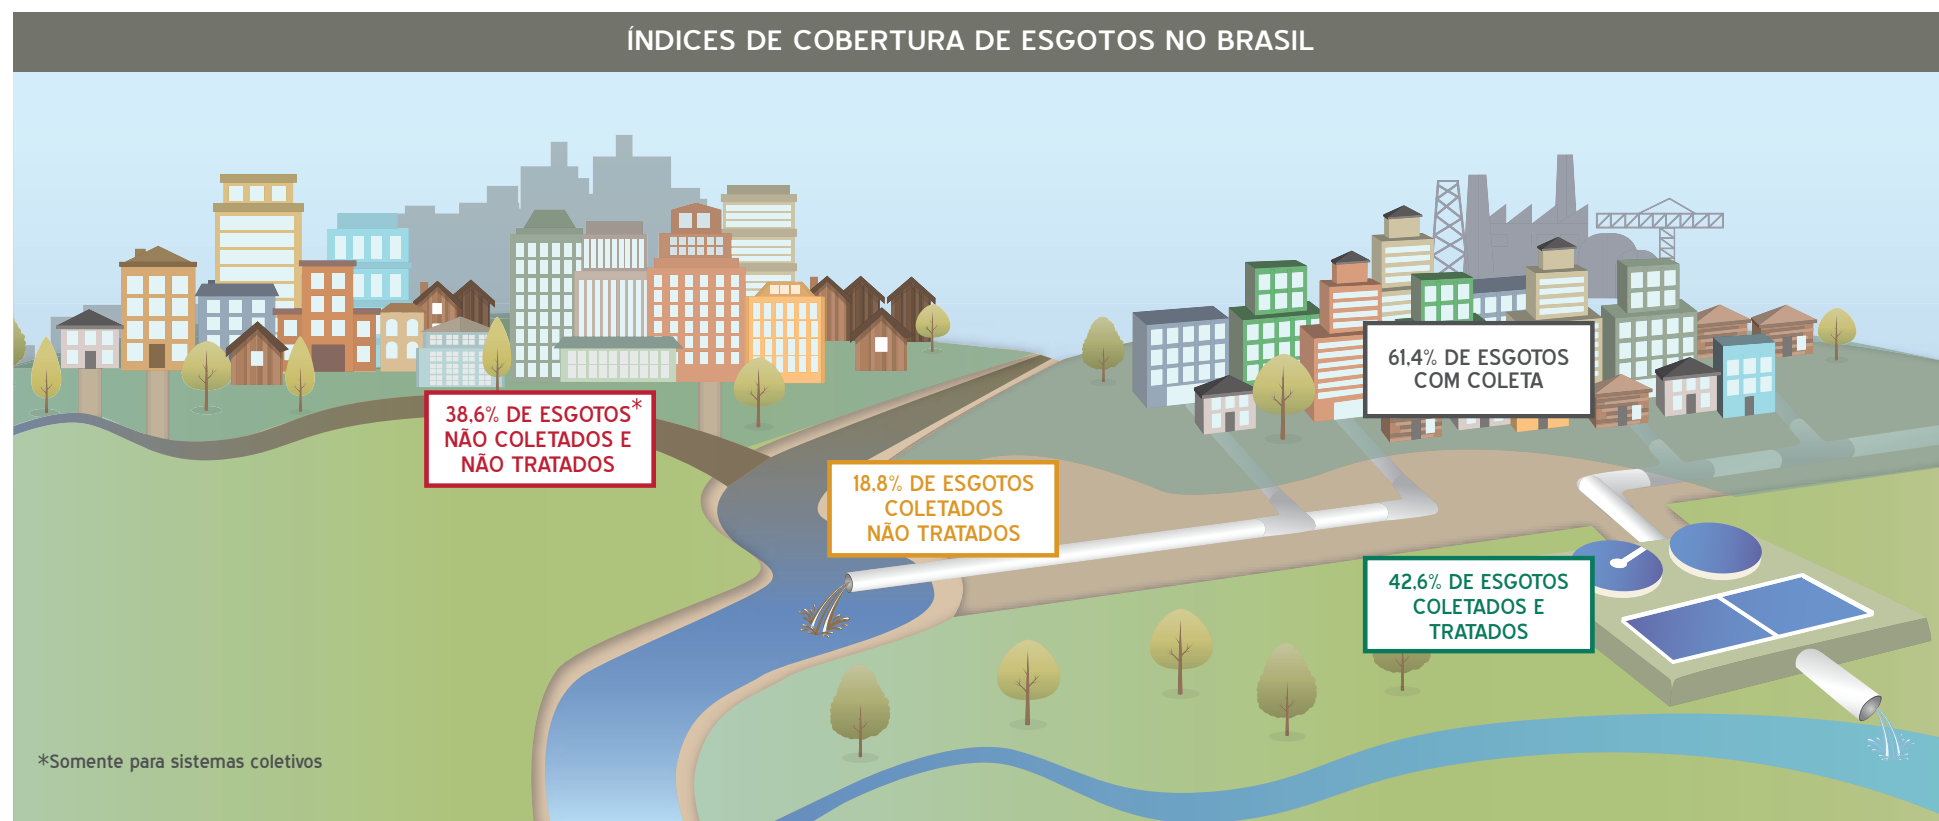 ÍNDICES DE COBERTURA DE ESGOTOS NO BRASIL
61,4% DE ESGOTOS
COM COLETA
38,6% DE ESGOTOS*
NÃO COLETADOS E
NÃO TRATADOS
18,8% DE ESGOTOS
COLETADOS
NÃO TRATADOS
42,6% DE ESGOTOS
COLETADOS E
TRATADOS
*Somente para sistemas coletivos